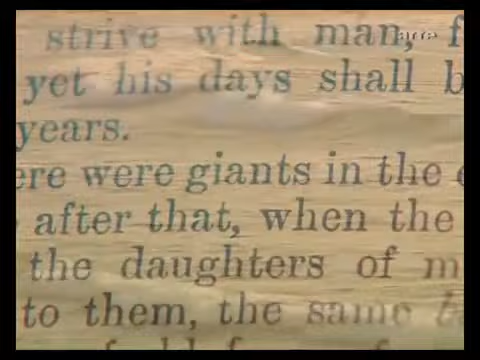 strive with man, f
yet his days shall b
years.
ere were giants in the
after that, when the
the daughters of m
to them, the same